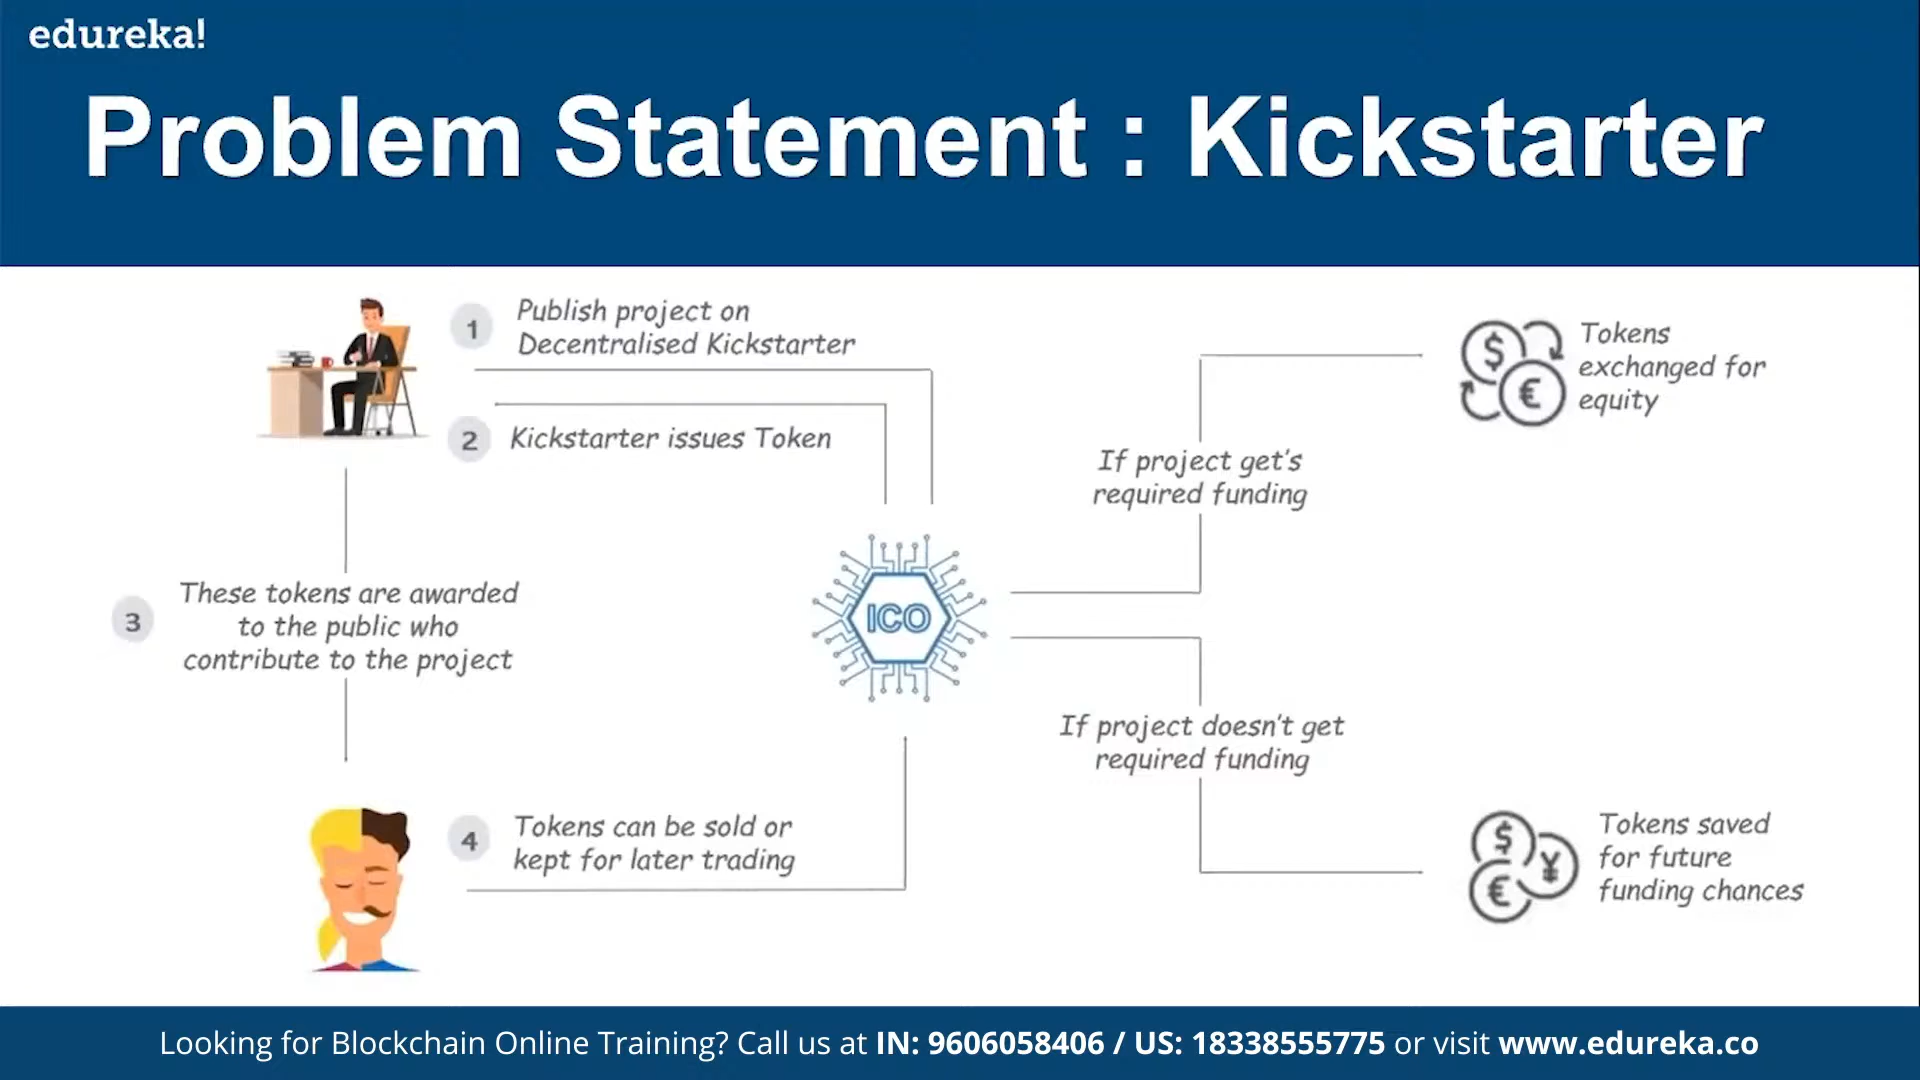 edureka!
Problem Statement : Kickstarter
1
Publish project on
Decentralised Kickstarter
2
Kickstarter issues Token
3
These tokens are awarded
to the public who
contribute to the project
4
Tokens can be sold or
kept for later trading
ICO
If project get's
required funding
$
€
Tokens
exchanged for
equity
If project doesn't get
required funding
$
¥
€
Tokens saved
for future
funding chances
Looking for Blockchain Online Training? Call us at IN: 9606058406 / US: 18338555775 or visit www.edureka.co